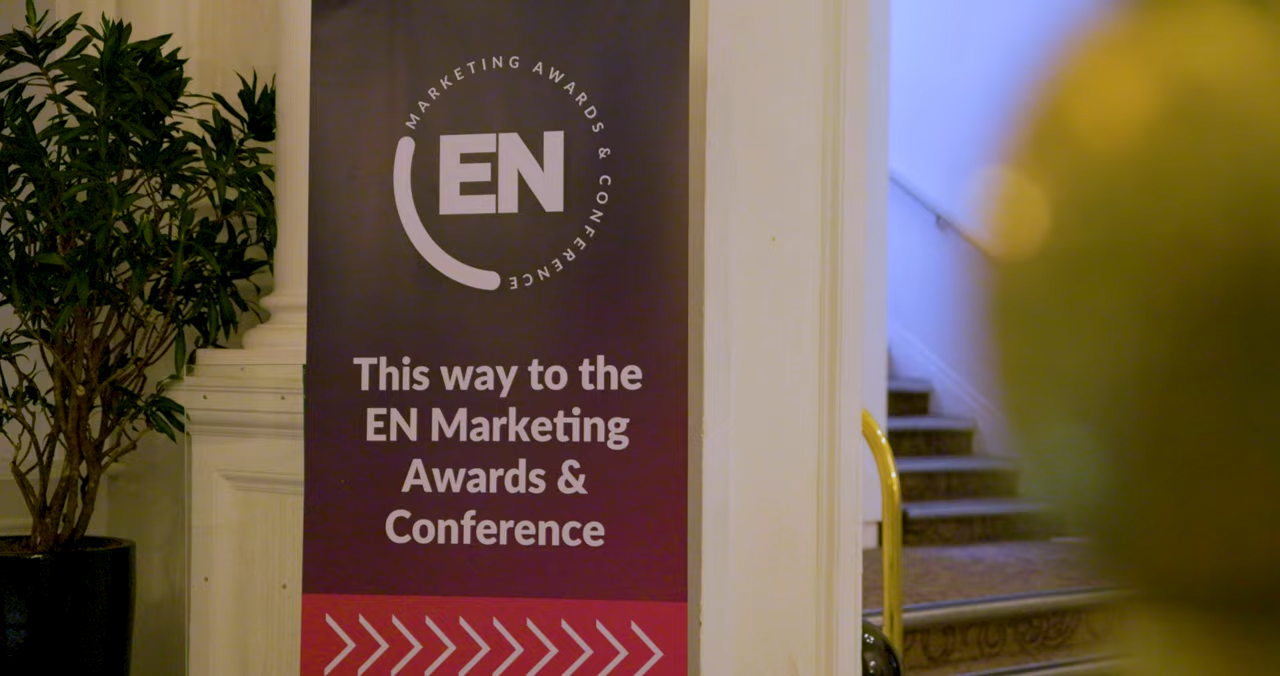 MARKETING AWARDS & CONFERENCE
EN
This way to the
EN Marketing
Awards &
Conference